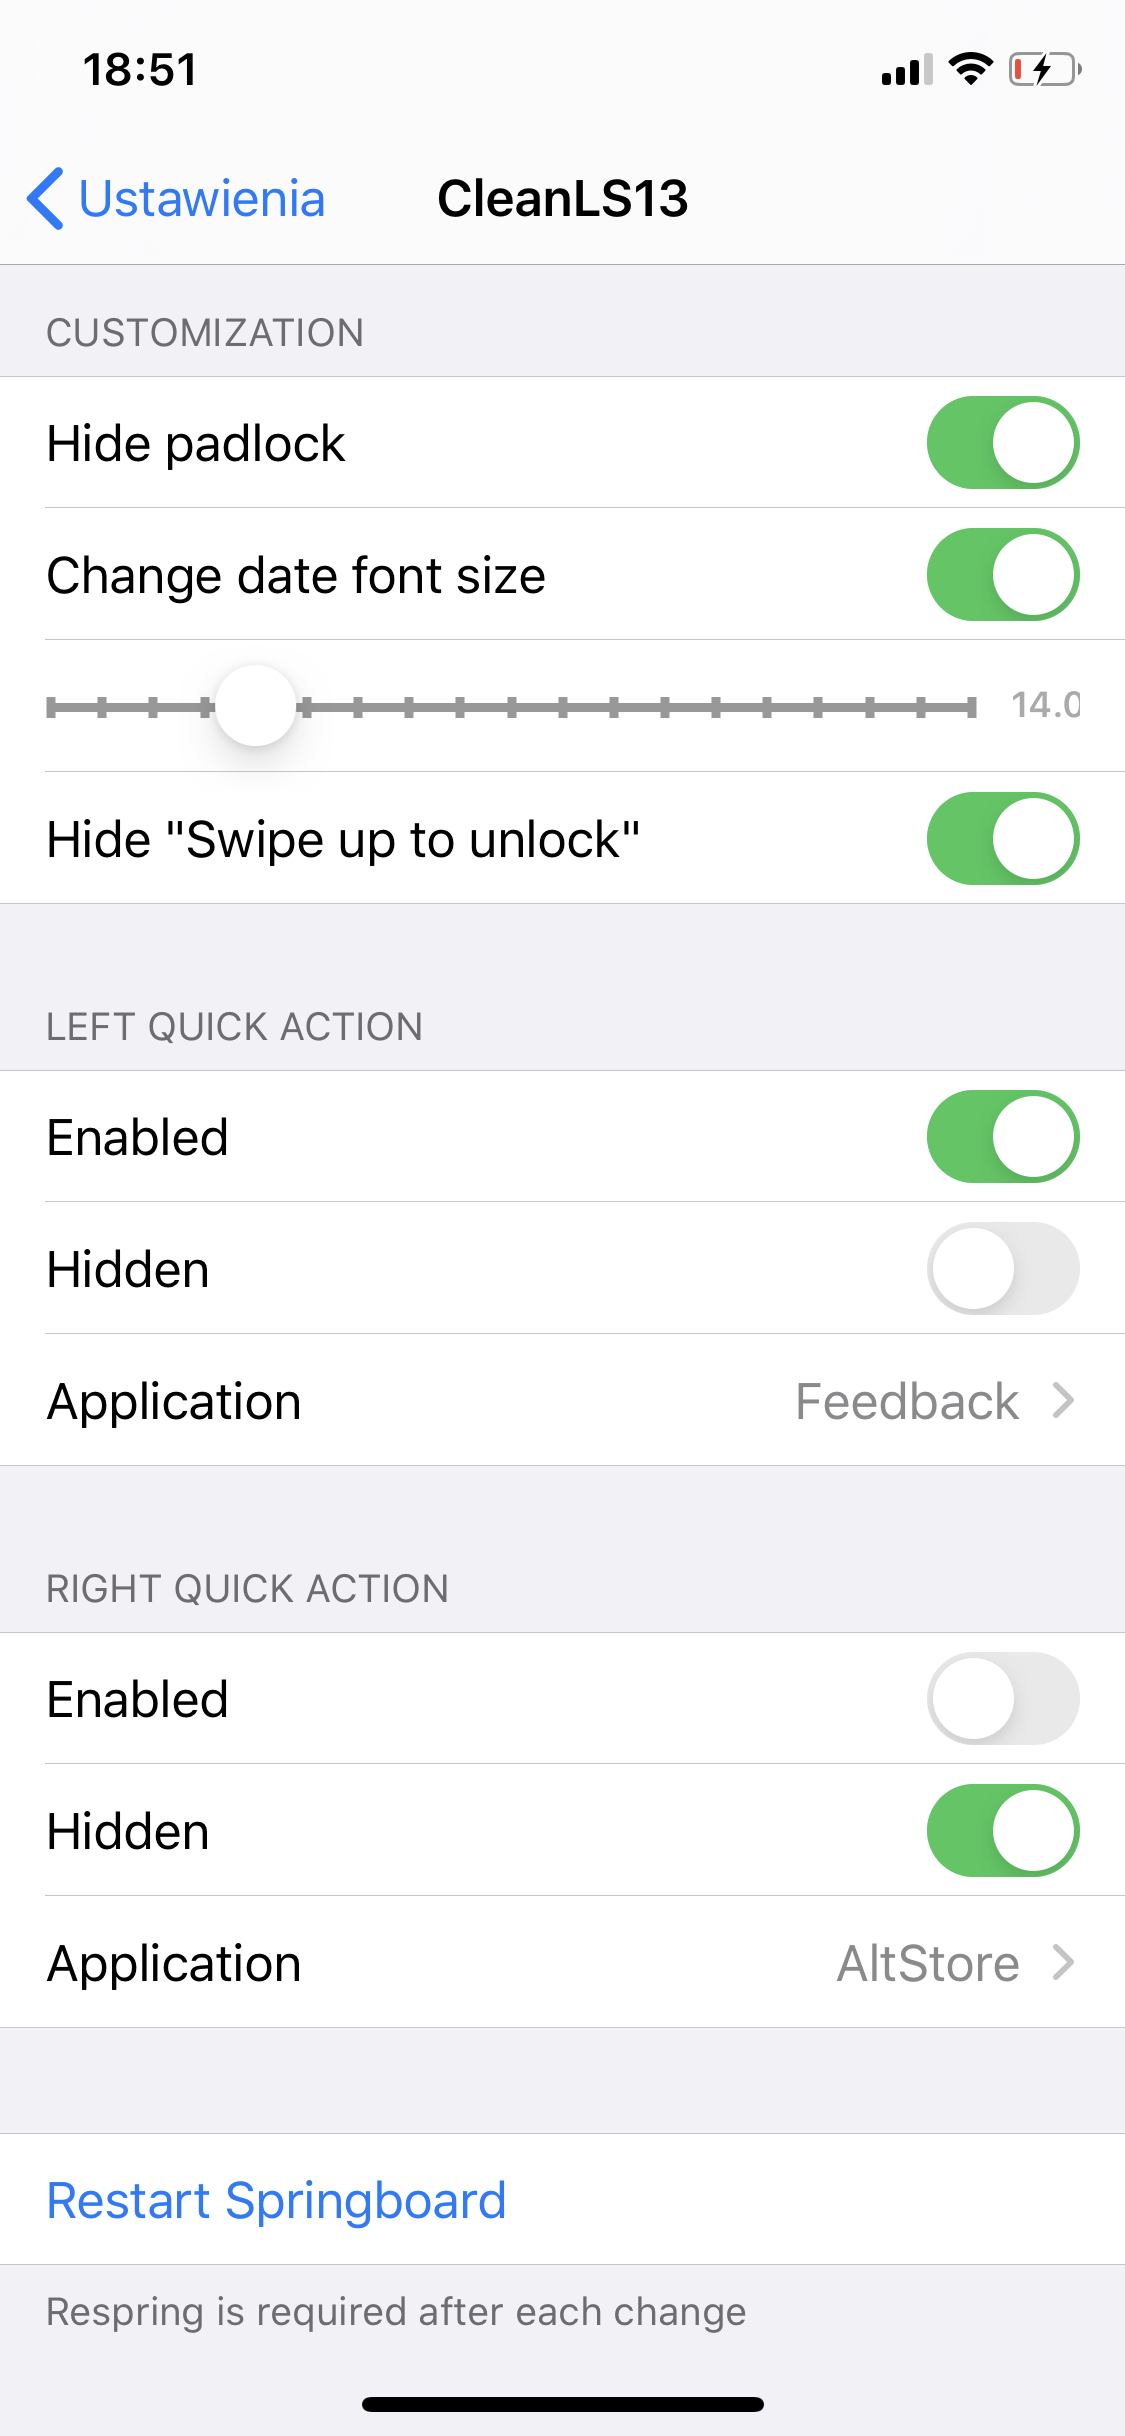 18:51
Ustawienia
CleanLS13
CUSTOMIZATION
Hide padlock
Change date font size
14.0
Hide "Swipe up to unlock"
LEFT QUICK ACTION
Enabled
Hidden
Application
Feedback
RIGHT QUICK ACTION
Enabled
Hidden
Application
AltStore
Restart Springboard
Respring is required after each change